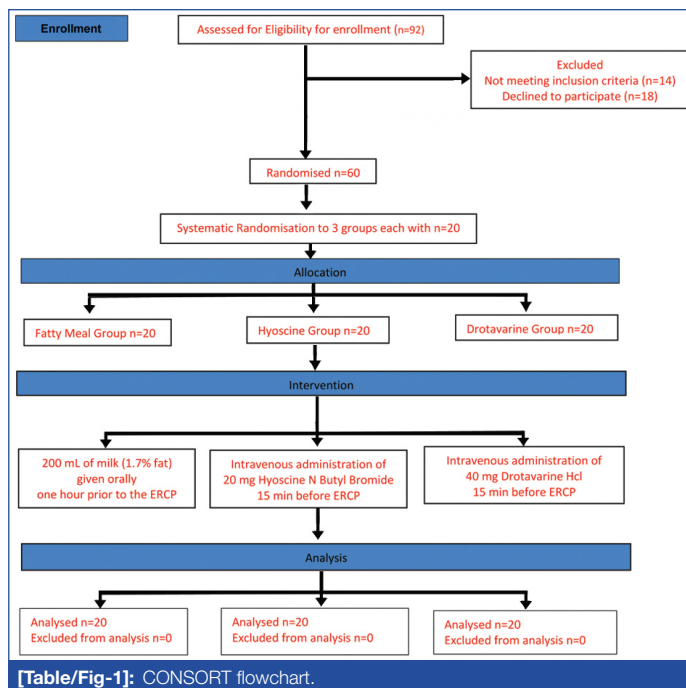 Enrollment
Assessed for Eligibility for enrollment (n=92)
Excluded
Not meeting inclusion criteria (n=14)
Declined to participate (n=18)
Randomised n=60
Systematic Randomisation to 3 groups each with n=20
Allocation
Fatty Meal Group n=20
Hyoscine Group n=20
Drotavarine Group n=20
Intervention
200 mL of milk (1.7% fat)
given orally
one hour prior to the ERCP
Intravenous administration of
20 mg Hyoscine N Butyl Bromide
15 min before ERCP
Intravenous administration of
40 mg Drotavarine Hcl
15 min before ERCP
Analysis
Analysed n=20
Excluded from analysis n=0
Analysed n=20
Excluded from analysis n=0
Analysed n=20
Excluded from analysis n=0
[Table/Fig-1]: CONSORT flowchart.